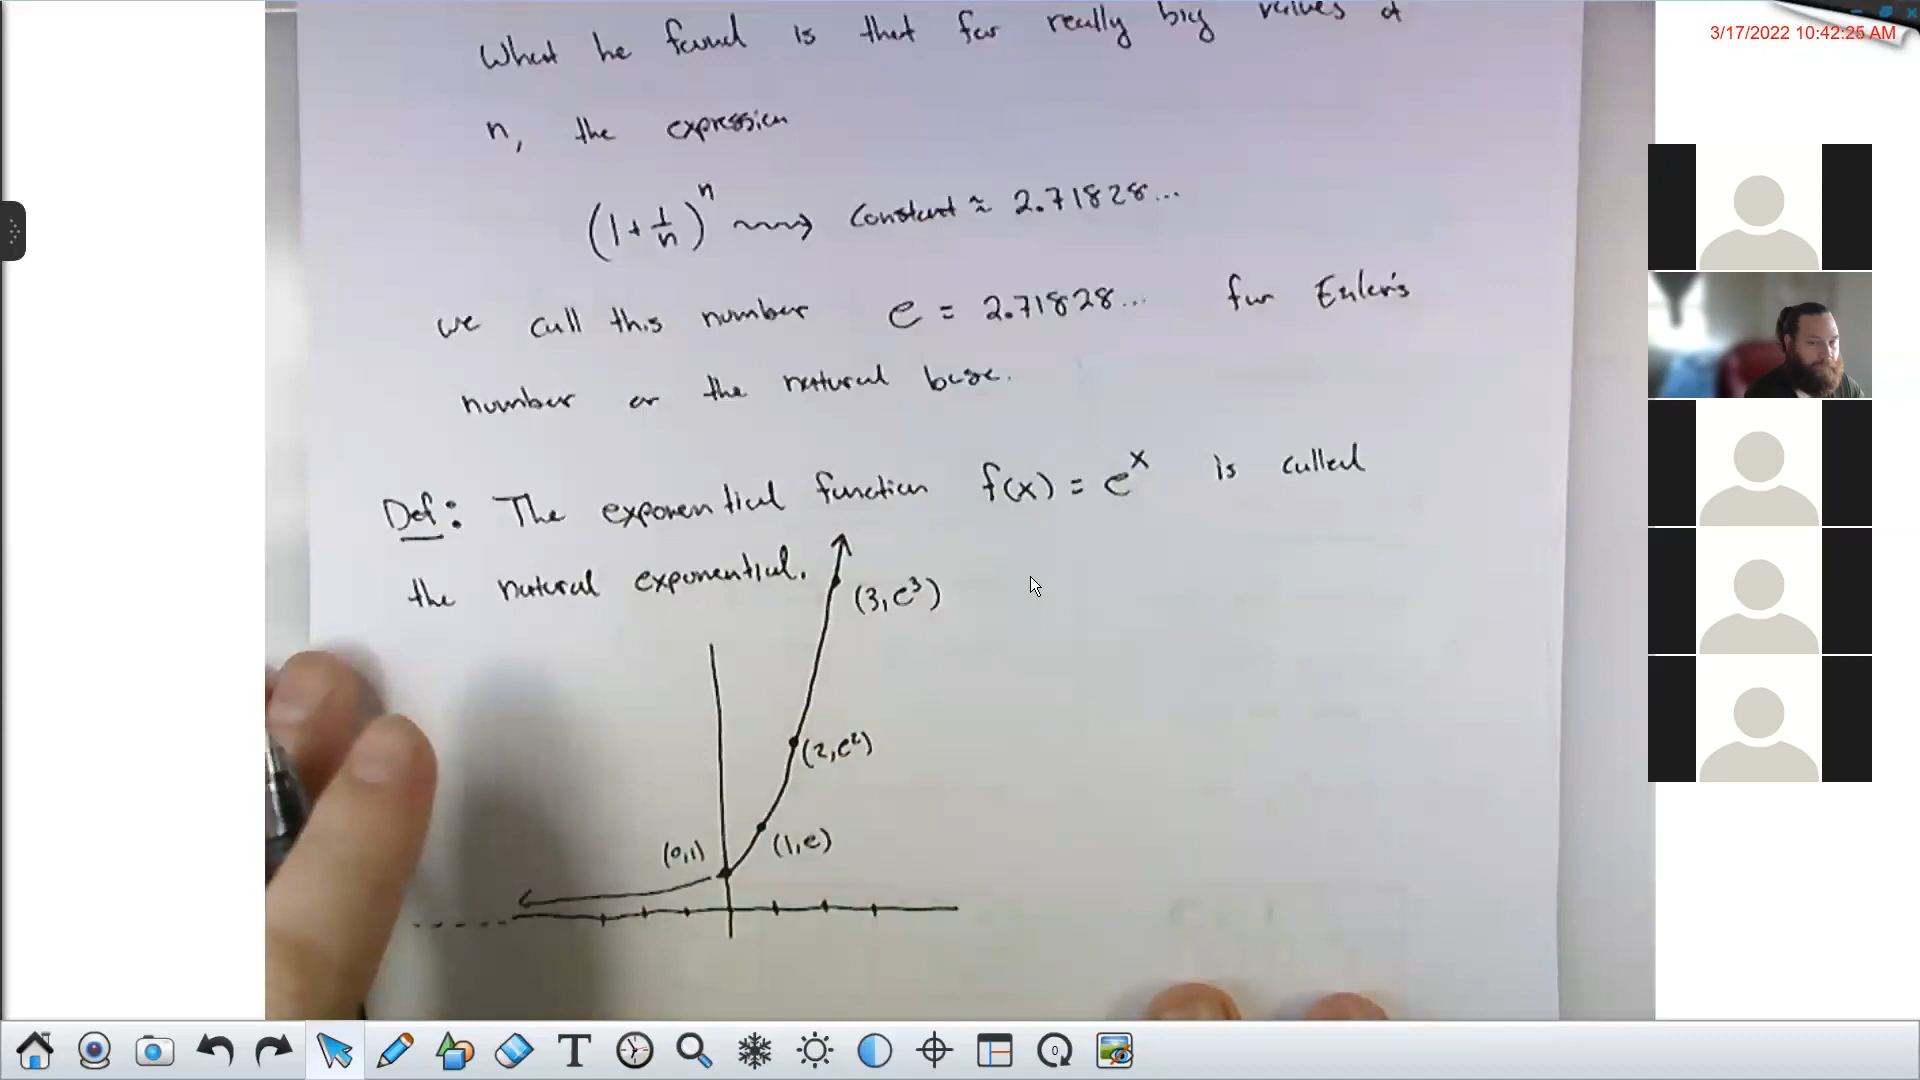 3/17/2022 10:42:25 AM
What he found is that for really big values of
n, the expression
(1+1/n)^n ⇝ constant ≈ 2.71828...
we call this number e = 2.71828... for Euler's
number or the natural base.
Def: The exponential function f(x) = e^x is called
the natural exponential.
(3,e³)
(2,e²)
(0,1) (1,e)
T
0